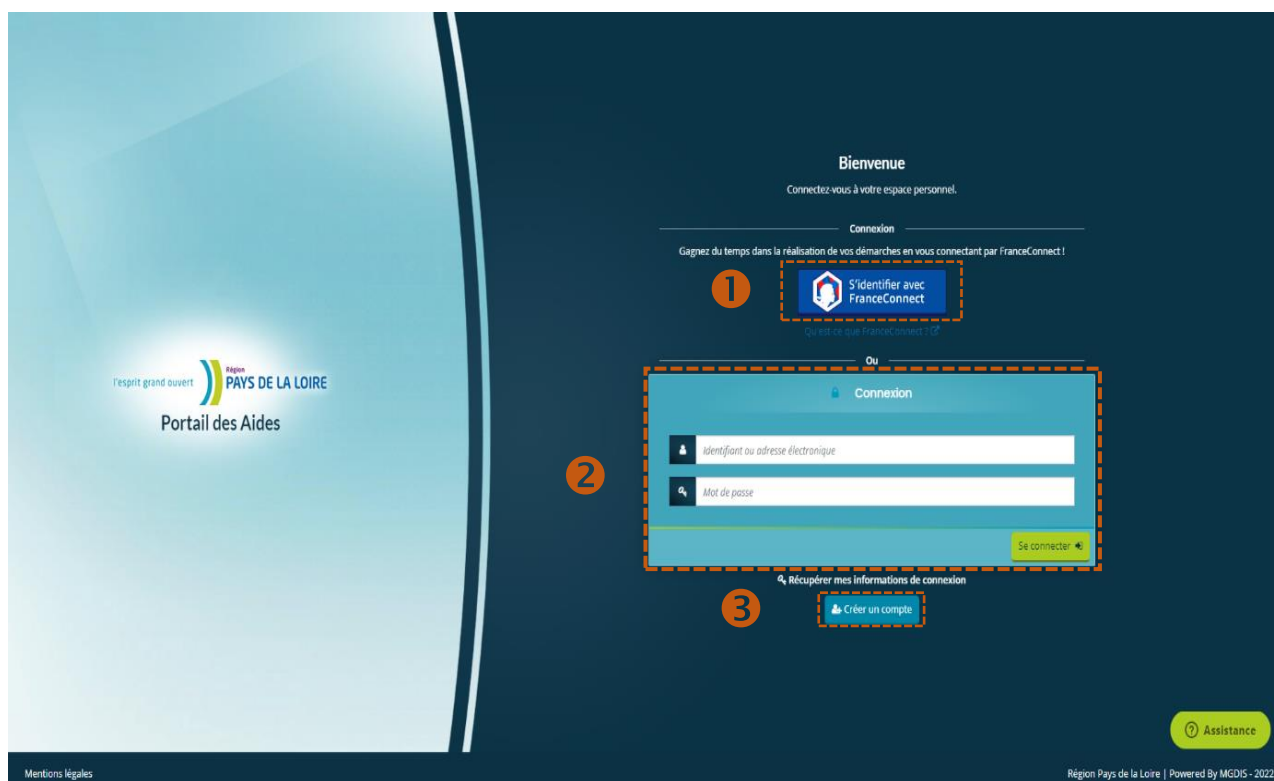 l'esprit grand ouvert
Région
PAYS DE LA LOIRE
Portail des Aides
Bienvenue
Connectez-vous à votre espace personnel.
Connexion
Gagnez du temps dans la réalisation de vos démarches en vous connectant par FranceConnect !
1
S'identifier avec
FranceConnect
Qu'est-ce que FranceConnect ?
Ou
Connexion
2
Identifiant ou adresse électronique
Mot de passe
Se connecter
Récupérer mes informations de connexion
3
Créer un compte
? Assistance
Mentions légales
Région Pays de la Loire | Powered By MGDIS - 2022